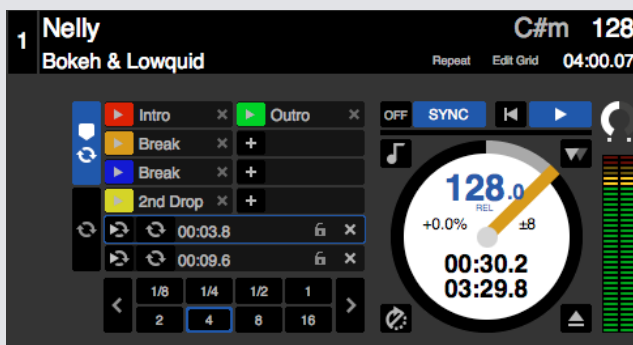 1 Nelly C#m 128
Bokeh & Lowquid Repeat Edit Grid 04:00.07
Intro Outro OFF SYNC
Break
Break
2nd Drop
128.0
REL
+0.0% ±8
00:30.2
03:29.8
00:03.8
00:09.6
1/8 1/4 1/2 1
2 4 8 16